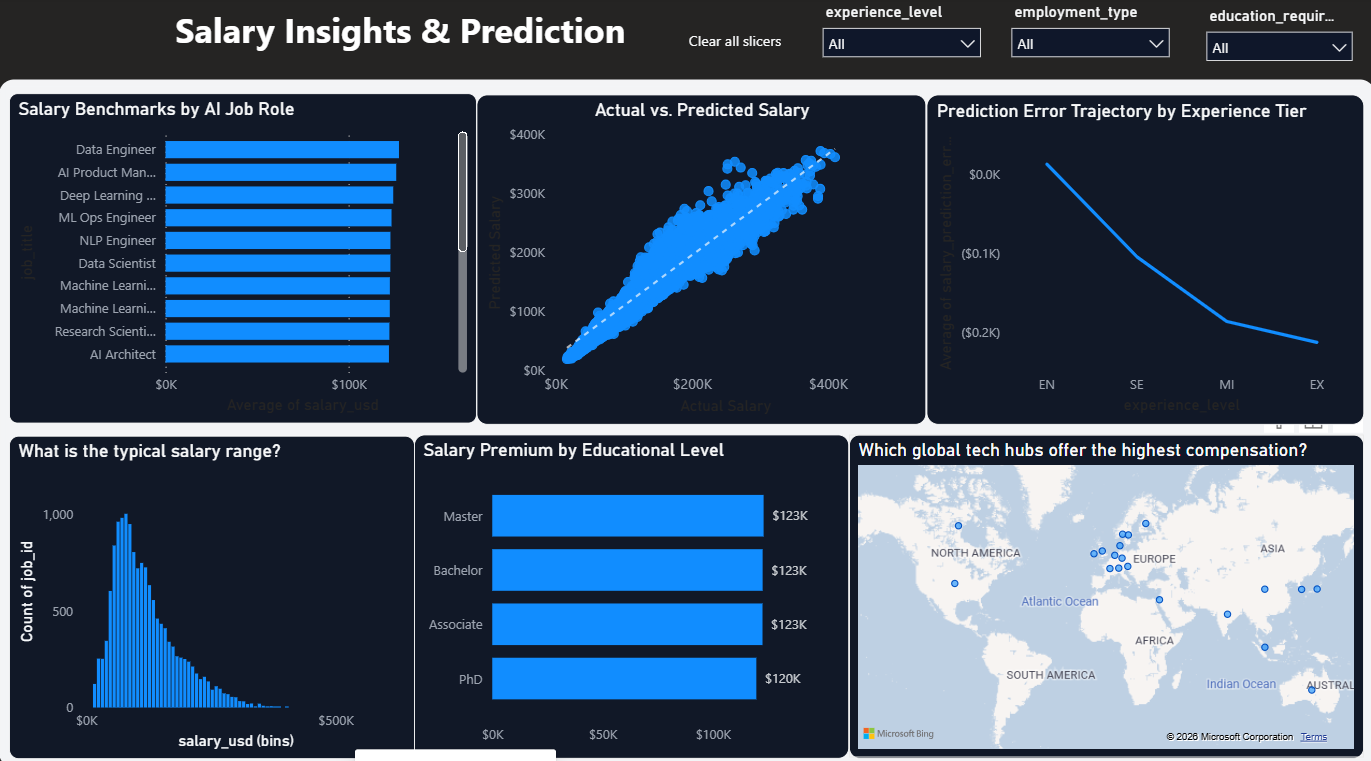 Salary Insights & Prediction
Clear all slicers
experience_level
All
employment_type
All
education_requir...
All
Salary Benchmarks by AI Job Role
job_title
Data Engineer
AI Product Man...
Deep Learning ...
ML Ops Engineer
NLP Engineer
Data Scientist
Machine Learni...
Machine Learni...
Research Scienti...
AI Architect
$0K
$100K
Average of salary_usd
Actual vs. Predicted Salary
Predicted Salary
$400K
$300K
$200K
$100K
$0K
$0K
$200K
$400K
Actual Salary
Prediction Error Trajectory by Experience Tier
Average of salary_prediction_err...
$0.0K
($0.1K)
($0.2K)
EN
SE
MI
EX
experience_level
What is the typical salary range?
Count of job_id
1,000
500
0
$0K
$500K
salary_usd (bins)
Salary Premium by Educational Level
Master
$123K
Bachelor
$123K
Associate
$123K
PhD
$120K
$0K
$50K
$100K
Which global tech hubs offer the highest compensation?
NORTH AMERICA
EUROPE
ASIA
Atlantic Ocean
AFRICA
SOUTH AMERICA
Indian Ocean
AUSTRAL
Microsoft Bing
© 2026 Microsoft Corporation Terms